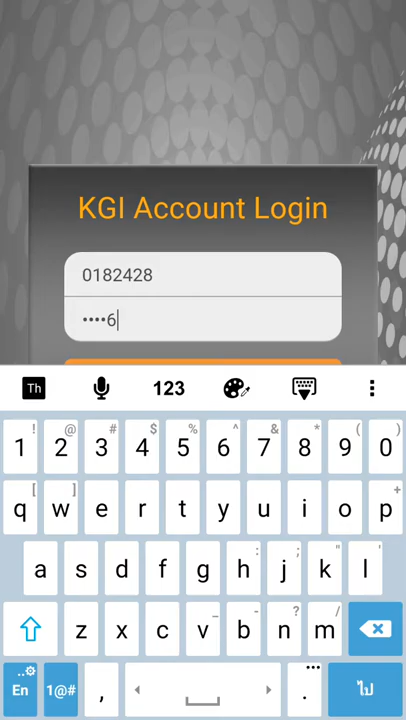 KGI Account Login
0182428
••••6
Th 123
! @ # $ % ^ & * ( )
1 2 3 4 5 6 7 8 9 0
[ ] < > +
q w e r t y u i o p
: ; " '
a s d f g h j k l
_ - ? /
z x c v b n m
En 1@# , . ไป